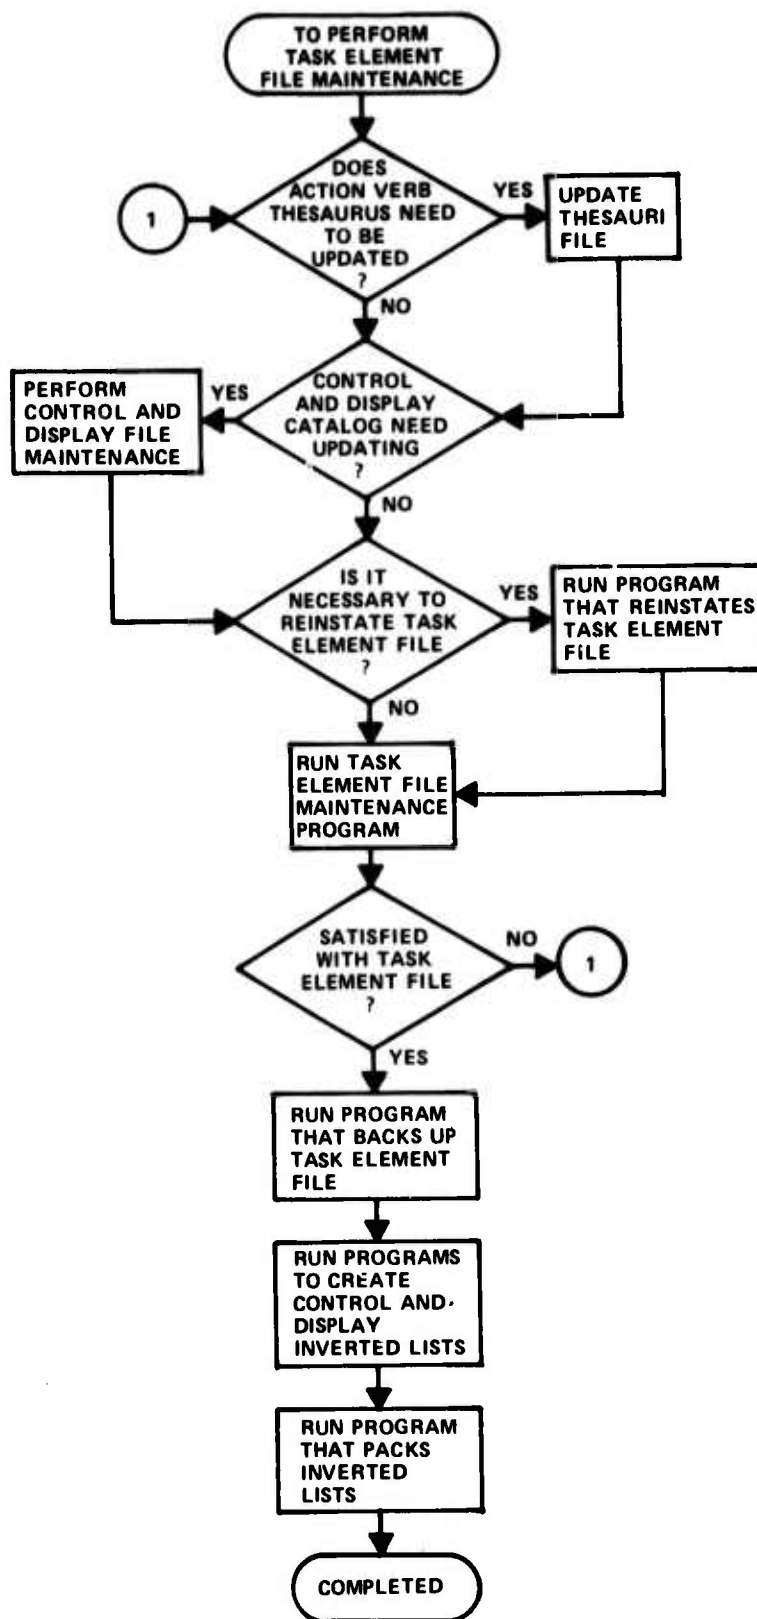 TO PERFORM
TASK ELEMENT
FILE MAINTENANCE
DOES
ACTION VERB
THESAURUS NEED
TO BE
UPDATED
?
1
YES
UPDATE
THESAURI
FILE
NO
CONTROL
AND DISPLAY
CATALOG NEED
UPDATING
?
YES
PERFORM
CONTROL AND
DISPLAY FILE
MAINTENANCE
NO
IS IT
NECESSARY TO
REINSTATE TASK
ELEMENT FILE
?
YES
RUN PROGRAM
THAT REINSTATES
TASK ELEMENT
FILE
NO
RUN TASK
ELEMENT FILE
MAINTENANCE
PROGRAM
SATISFIED
WITH TASK
ELEMENT FILE
?
NO
1
YES
RUN PROGRAM
THAT BACKS UP
TASK ELEMENT
FILE
RUN PROGRAMS
TO CREATE
CONTROL AND
DISPLAY
INVERTED LISTS
RUN PROGRAM
THAT PACKS
INVERTED
LISTS
COMPLETED